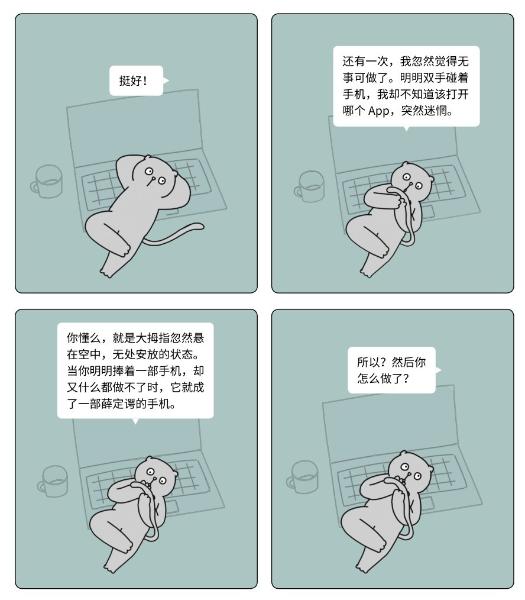 挺好！
还有一次，我忽然觉得无
事可做了。明明双手碰着
手机，我却不知道该打开
哪个 App，突然迷惘。
你懂么，就是大拇指忽然悬
在空中，无处安放的状态。
当你明明捧着一部手机，却
又什么都做不了时，它就成
了一部薛定谔的手机。
所以？然后你
怎么做了？